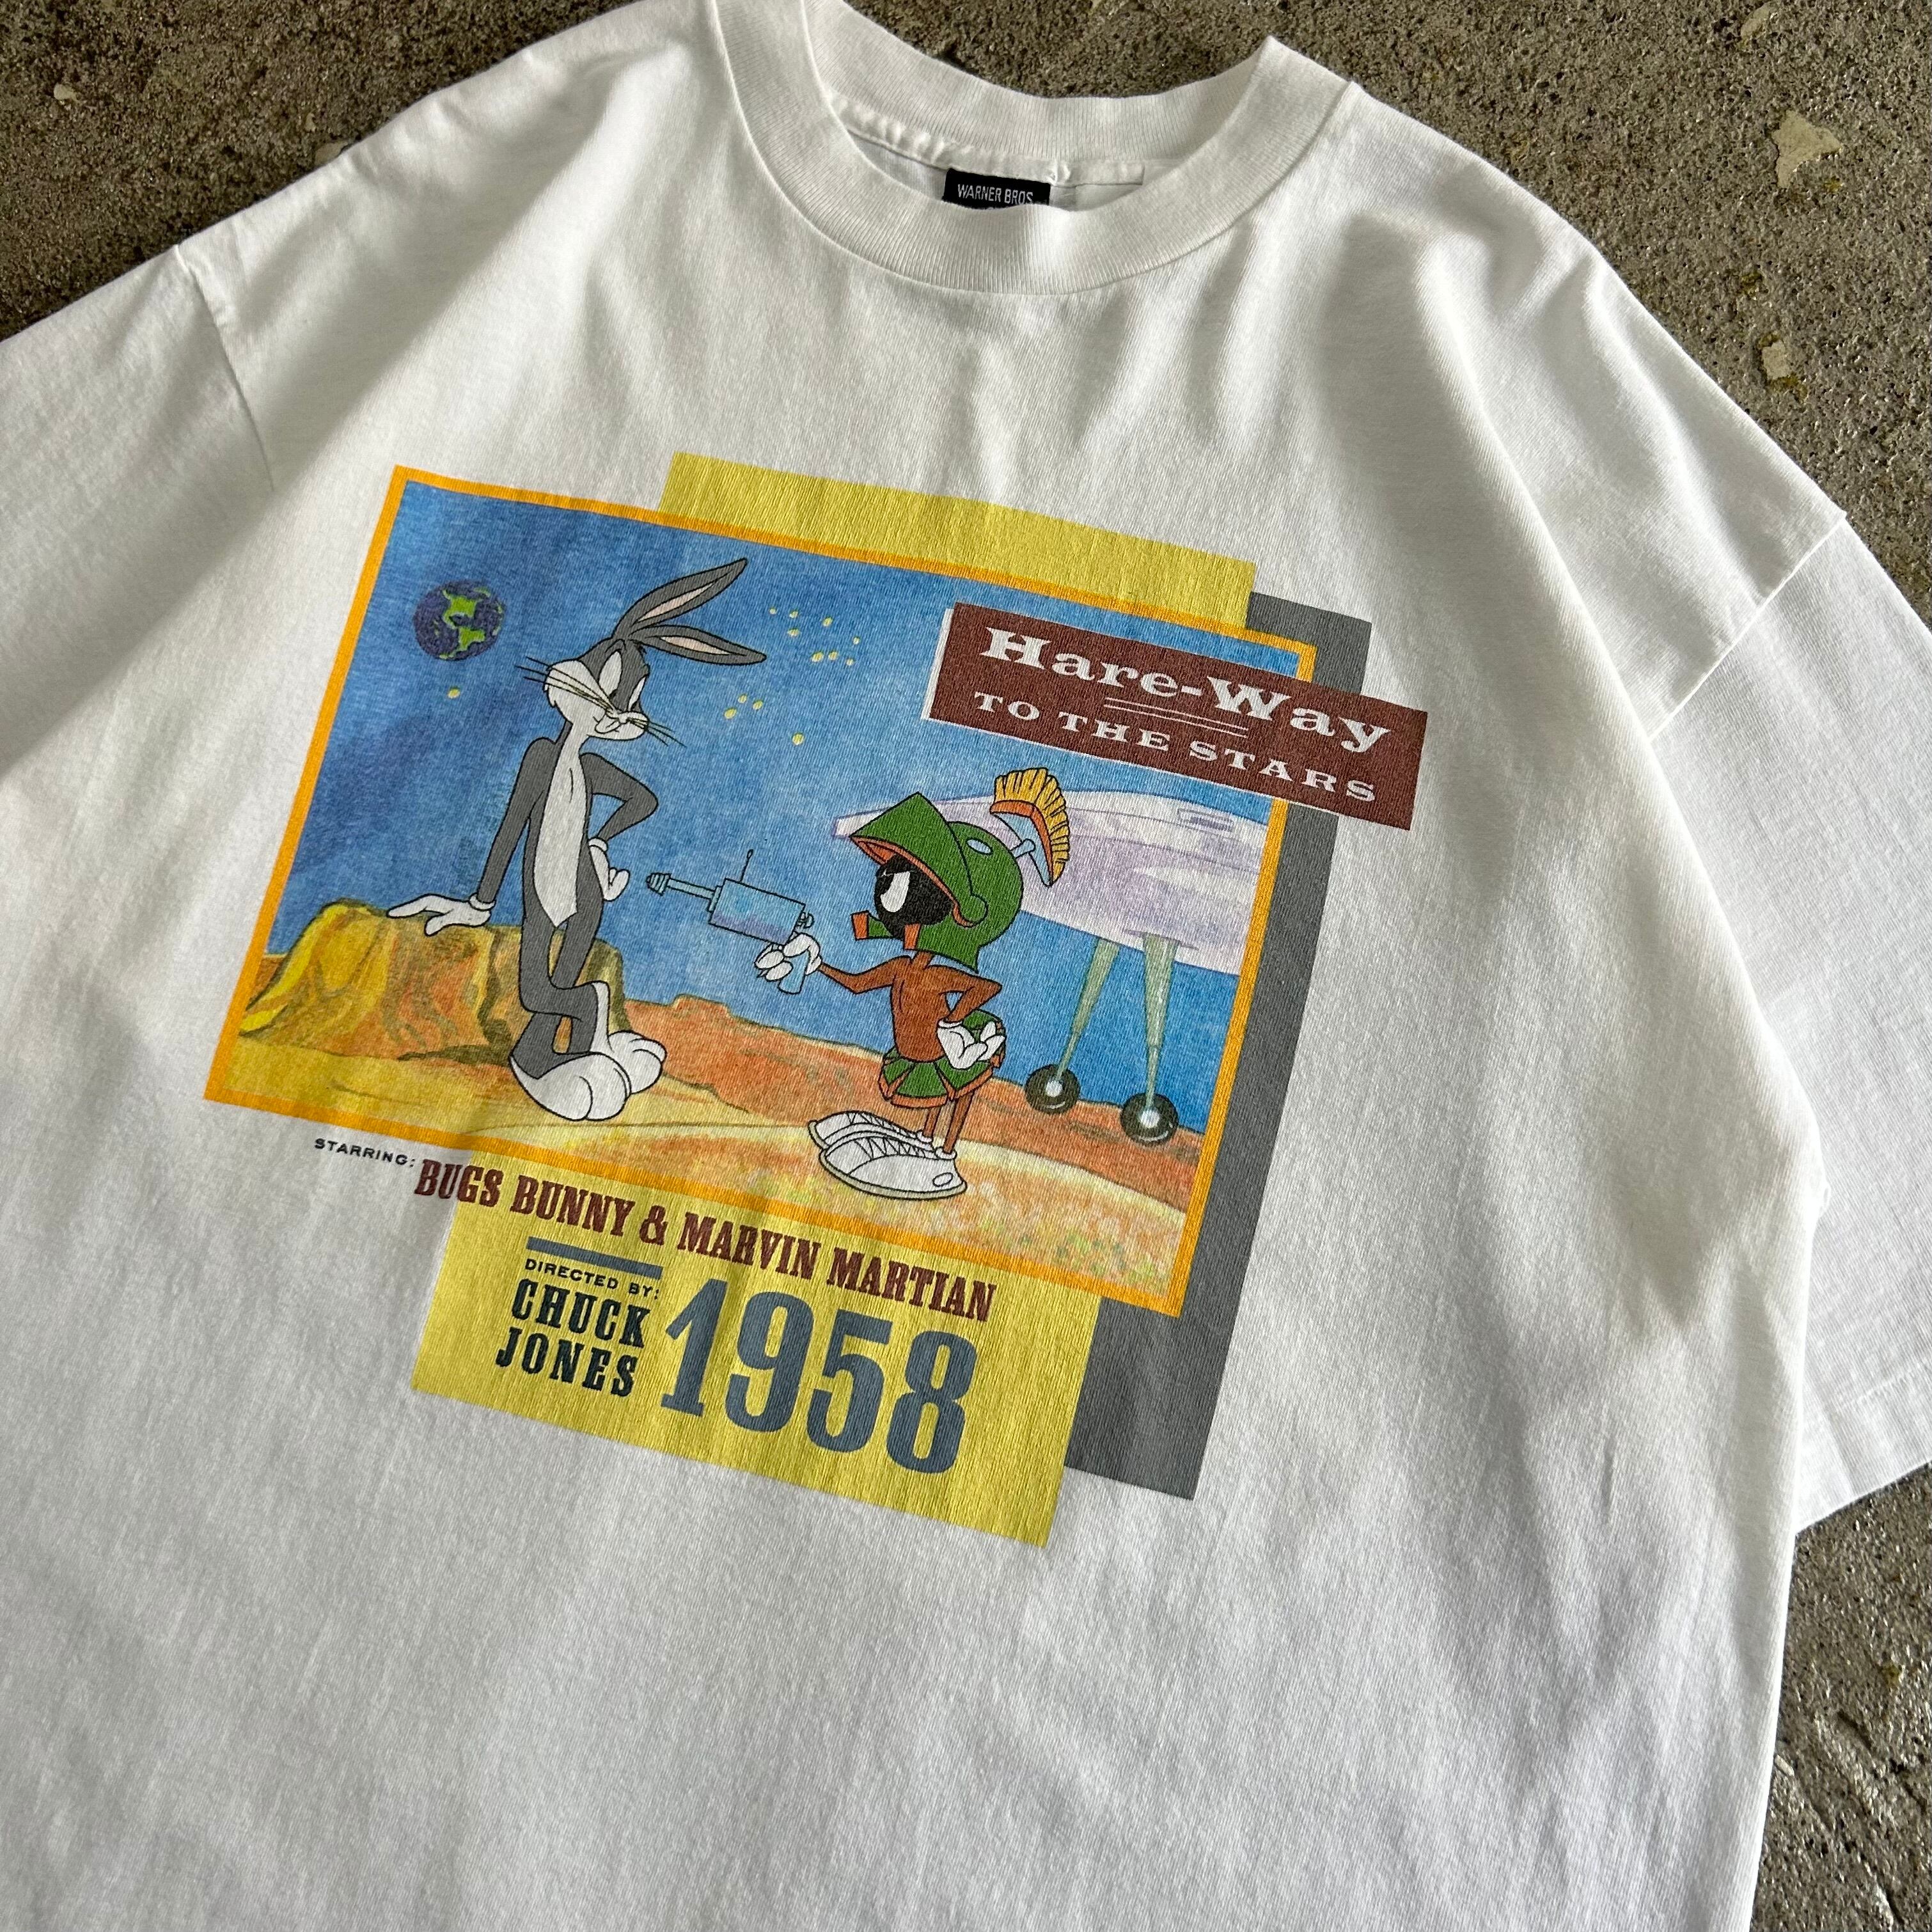 WARNER BROS
Hare-Way
TO THE STARS
STARRING: BUGS BUNNY & MARVIN MARTIAN
DIRECTED BY:
CHUCK
JONES
1958